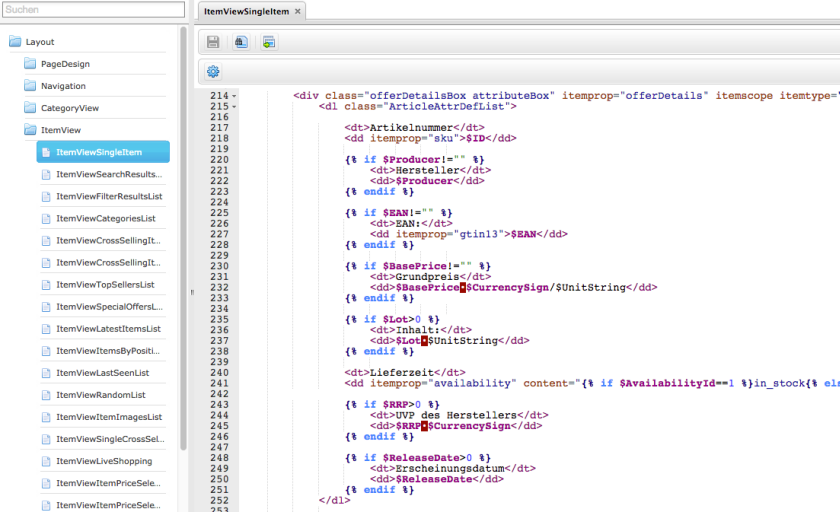 Suchen
Layout
PageDesign
Navigation
CategoryView
ItemView
ItemViewSingleItem
ItemViewSearchResults...
ItemViewFilterResultsList
ItemViewCategoriesList
ItemViewCrossSellingIt...
ItemViewCrossSellingIt...
ItemViewTopSellersList
ItemViewSpecialOffersL...
ItemViewLatestItemsList
ItemViewItemsByPositi...
ItemViewLastSeenList
ItemViewRandomList
ItemViewItemImagesList
ItemViewSingleCrossSel...
ItemViewLiveShopping
ItemViewItemPriceSele...
ItemViewItemPriceSele...
ItemViewSingleItem ×
214 <div class="offerDetailsBox attributeBox" itemprop="offerDetails" itemscope itemtype="
215 <dl class="ArticleAttrDefList">
216
217 <dt>Artikelnummer</dt>
218 <dd itemprop="sku">$ID</dd>
219
220 {% if $Producer!="" %}
221 <dt>Hersteller</dt>
222 <dd>$Producer</dd>
223 {% endif %}
224
225 {% if $EAN!="" %}
226 <dt>EAN:</dt>
227 <dd itemprop="gtin13">$EAN</dd>
228 {% endif %}
229
230 {% if $BasePrice!="" %}
231 <dt>Grundpreis</dt>
232 <dd>$BasePrice•$CurrencySign/$UnitString</dd>
233 {% endif %}
234
235 {% if $Lot>0 %}
236 <dt>Inhalt:</dt>
237 <dd>$Lot•$UnitString</dd>
238 {% endif %}
239
240 <dt>Lieferzeit</dt>
241 <dd itemprop="availability" content="{% if $AvailabilityId==1 %}in_stock{% els
242
243 {% if $RRP>0 %}
244 <dt>UVP des Herstellers</dt>
245 <dd>$RRP•$CurrencySign</dd>
246 {% endif %}
247
248 {% if $ReleaseDate>0 %}
249 <dt>Erscheinungsdatum</dt>
250 <dd>$ReleaseDate</dd>
251 {% endif %}
252 </dl>
253